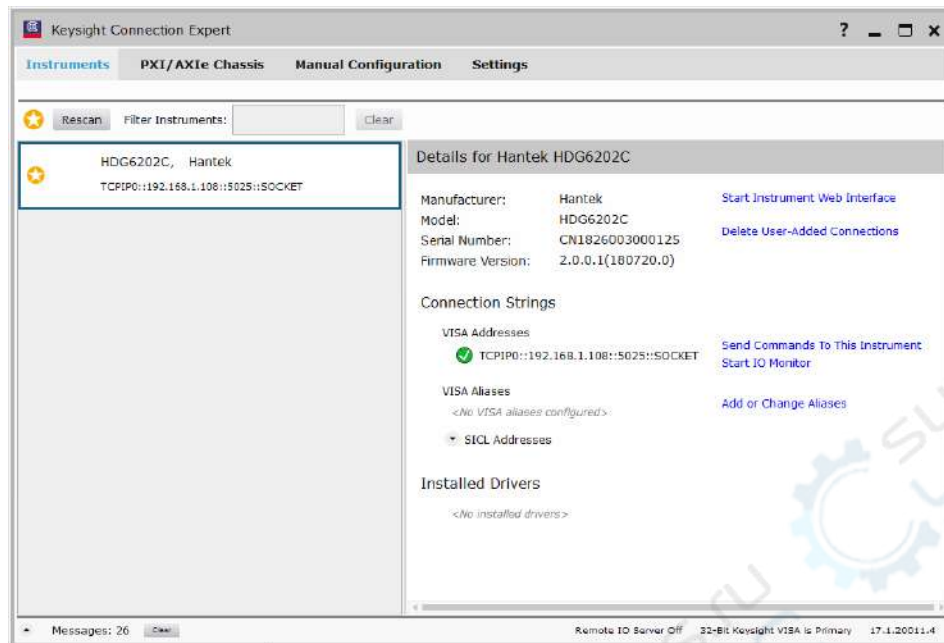 Keysight Connection Expert
?
Instruments PXI/AXIe Chassis Manual Configuration Settings
Rescan Filter Instruments: Clear
HDG6202C, Hantek
TCPIP0::192.168.1.108::5025::SOCKET
Details for Hantek HDG6202C
Manufacturer: Hantek
Model: HDG6202C
Serial Number: CN1826003000125
Firmware Version: 2.0.0.1(180720.0)
Start Instrument Web Interface
Delete User-Added Connections
Connection Strings
VISA Addresses
TCPIP0::192.168.1.108::5025::SOCKET
Send Commands To This Instrument
Start IO Monitor
VISA Aliases
<No VISA aliases configured>
Add or Change Aliases
SICL Addresses
Installed Drivers
<No installed drivers>
Messages: 26 Clear Remote IO Server Off 32-Bit Keysight VISA is Primary 17.1.20011.4